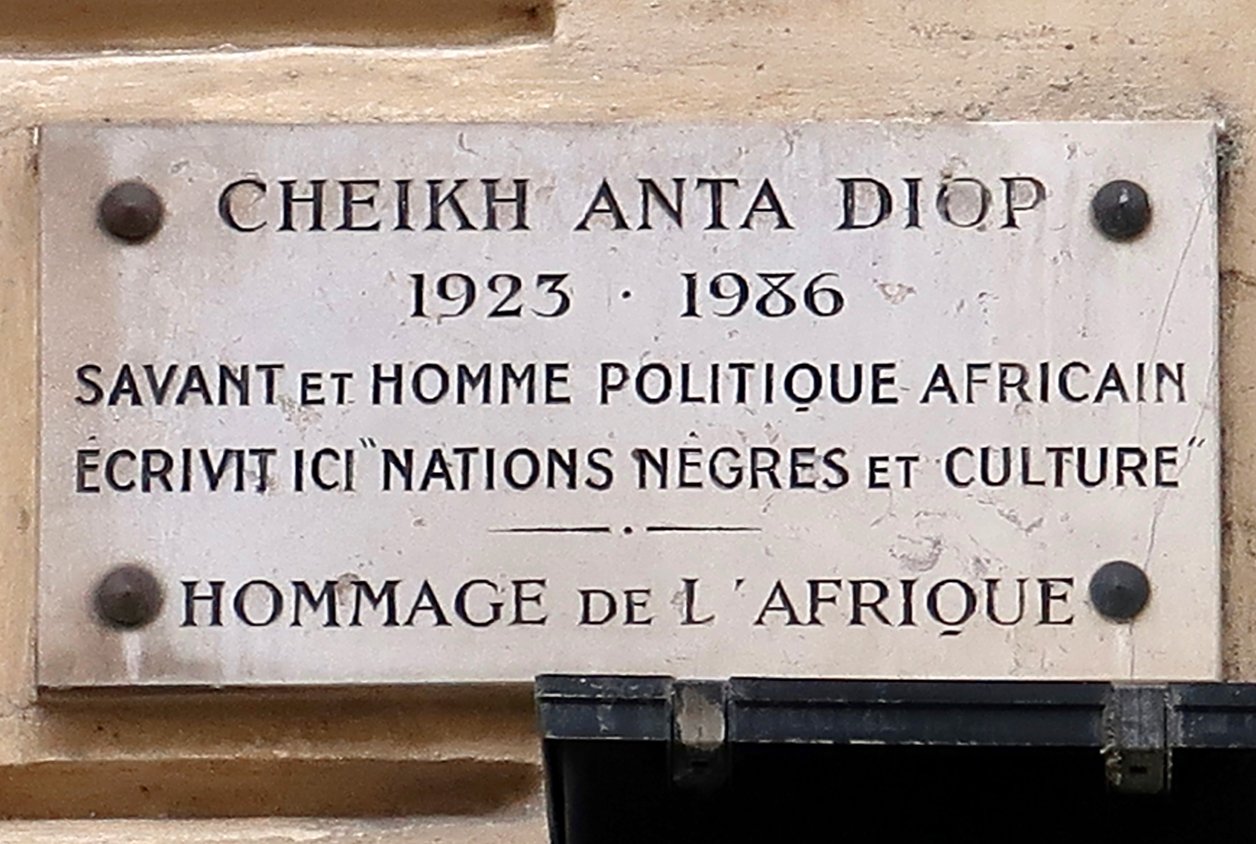 CHEIKH ANTA DIOP
1923 · 1986
SAVANT ET HOMME POLITIQUE AFRICAIN
ÉCRIVIT ICI "NATIONS NÈGRES ET CULTURE"
HOMMAGE DE L'AFRIQUE